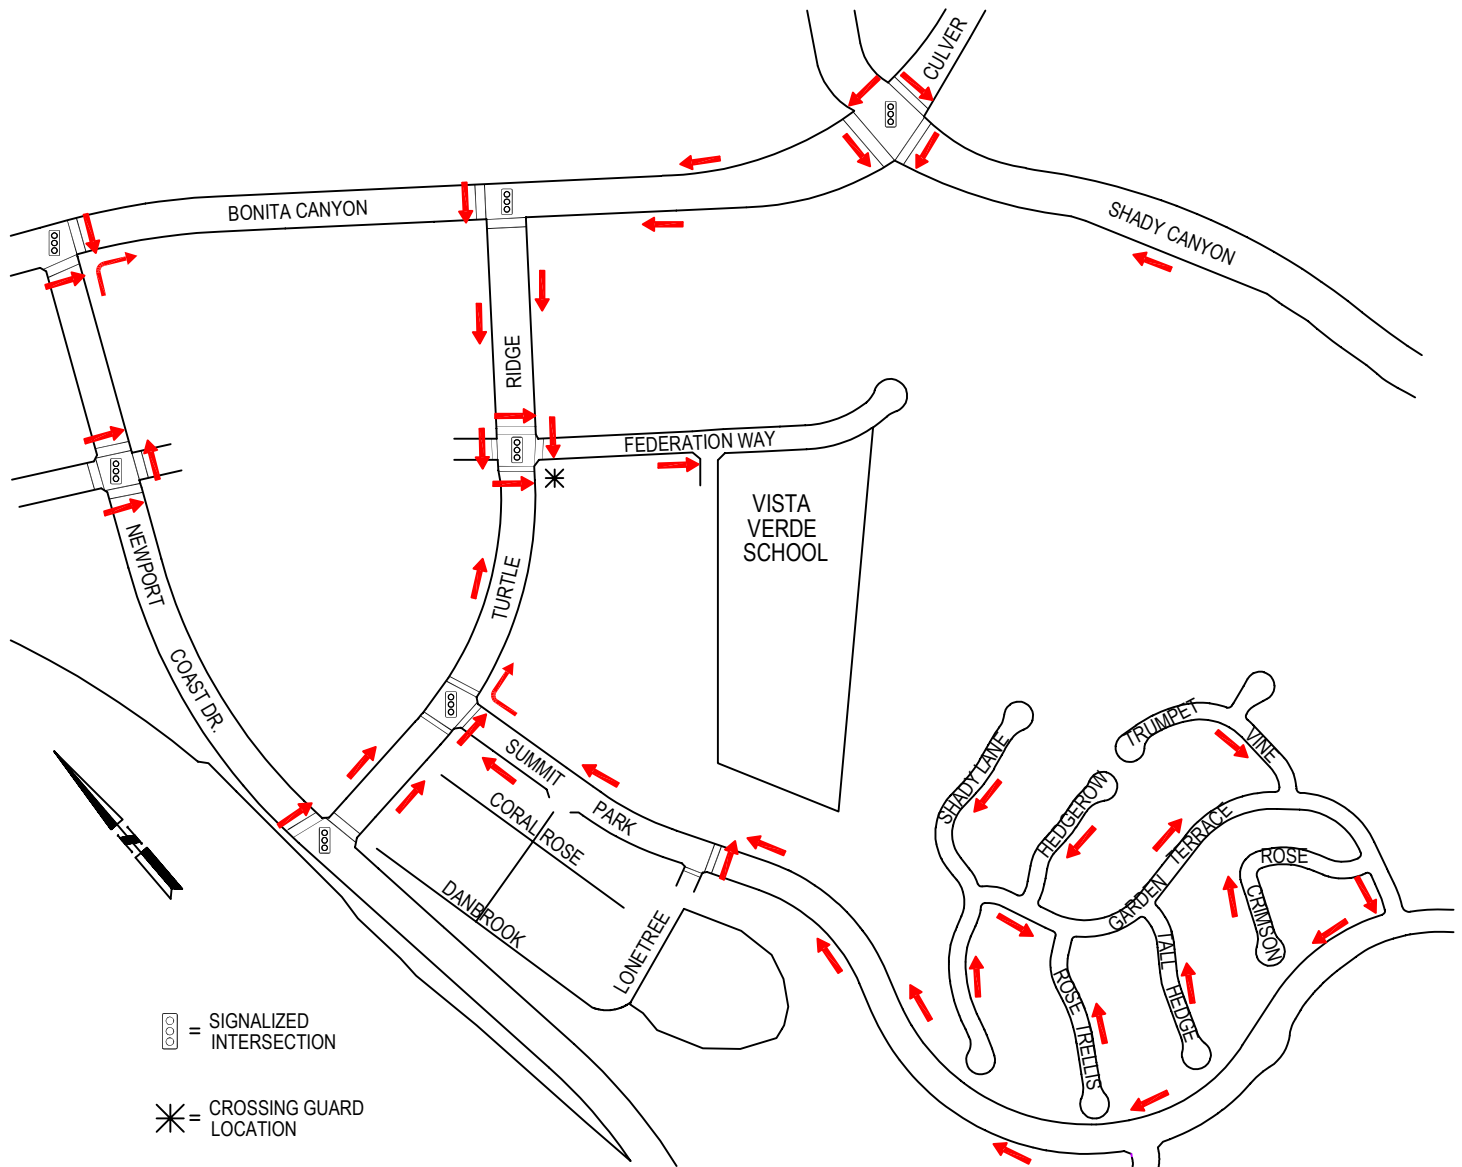 CULVER
BONITA CANYON
SHADY CANYON
RIDGE
FEDERATION WAY
VISTA
VERDE
SCHOOL
NEWPORT
TURTLE
COAST DR.
SUMMIT
PARK
CORAL ROSE
DANBROOK
LONETREE
SHADY LANE
TRUMPET
VINE
HEDGEROW
GARDEN TERRACE
ROSE
CRIMSON
TALL HEDGE
ROSE TRELLIS
N
= SIGNALIZED
INTERSECTION
= CROSSING GUARD
LOCATION